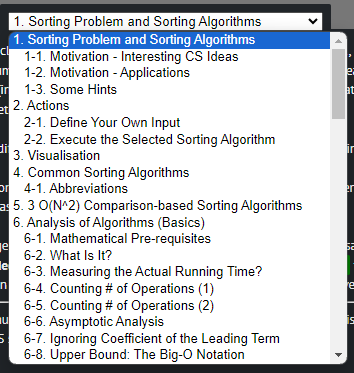 1. Sorting Problem and Sorting Algorithms
1. Sorting Problem and Sorting Algorithms
1-1. Motivation - Interesting CS Ideas
1-2. Motivation - Applications
1-3. Some Hints
2. Actions
2-1. Define Your Own Input
2-2. Execute the Selected Sorting Algorithm
3. Visualisation
4. Common Sorting Algorithms
4-1. Abbreviations
5. 3 O(N^2) Comparison-based Sorting Algorithms
6. Analysis of Algorithms (Basics)
6-1. Mathematical Pre-requisites
6-2. What Is It?
6-3. Measuring the Actual Running Time?
6-4. Counting # of Operations (1)
6-5. Counting # of Operations (2)
6-6. Asymptotic Analysis
6-7. Ignoring Coefficient of the Leading Term
6-8. Upper Bound: The Big-O Notation